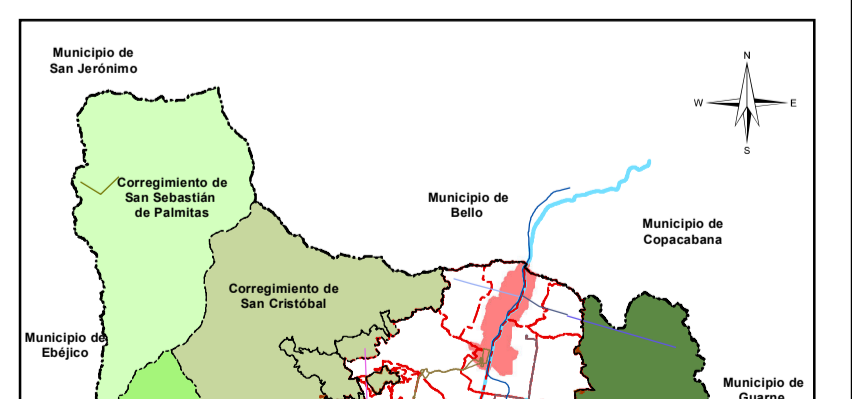 Municipio de
San Jerónimo
N
W
E
S
Corregimiento de
San Sebastián
de Palmitas
Municipio de
Bello
Municipio de
Copacabana
Corregimiento de
San Cristóbal
Municipio de
Ebéjico
Municipio de
Guarne